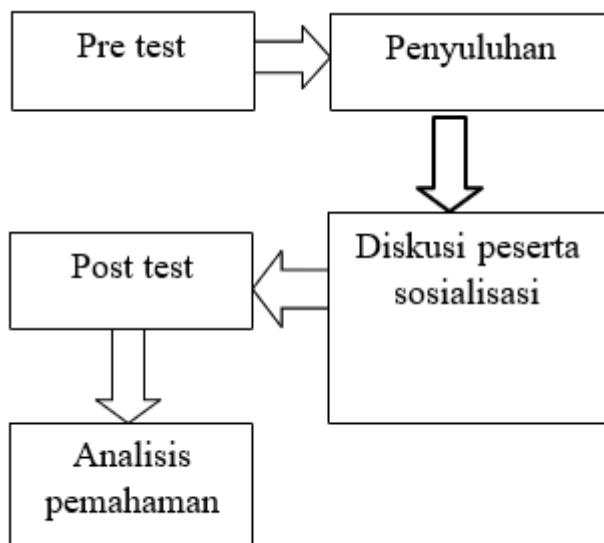 Pre test
Penyuluhan
Diskusi peserta
sosialisasi
Post test
Analisis
pemahaman